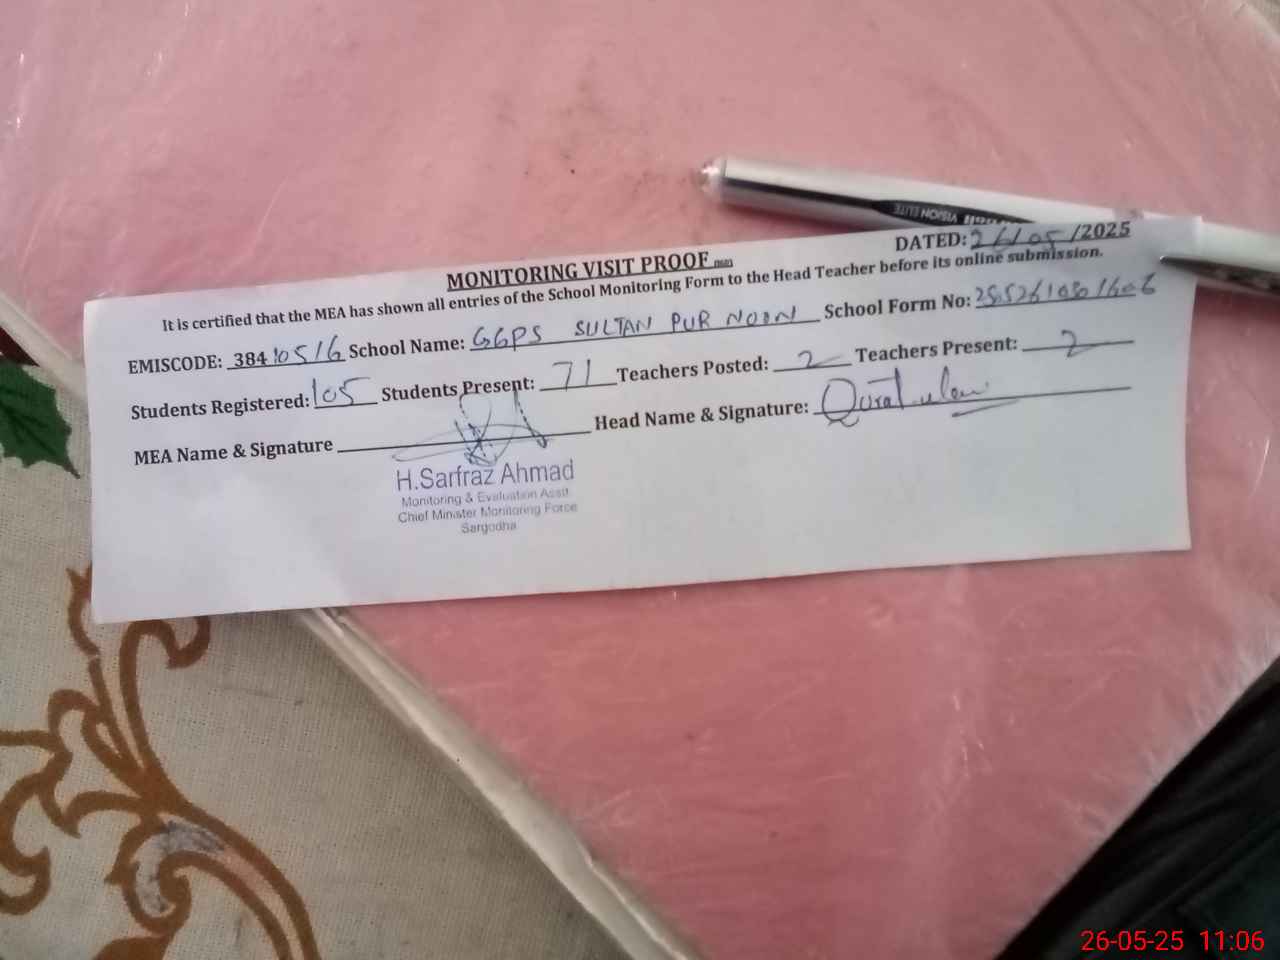 VISION ELITE
MONITORING VISIT PROOF
DATED: 26/05/2025
It is certified that the MEA has shown all entries of the School Monitoring Form to the Head Teacher before its online submission.
EMISCODE: 38410516 School Name: GGPS SULTAN PUR NOON School Form No:
Students Registered: 105 Students Present: 71 Teachers Posted: 2 Teachers Present: 2
MEA Name & Signature Head Name & Signature:
H.Sarfraz Ahmad
Monitoring & Evaluation Asstt
Chief Minister Monitoring Force
Sargodha
26-05-25 11:06